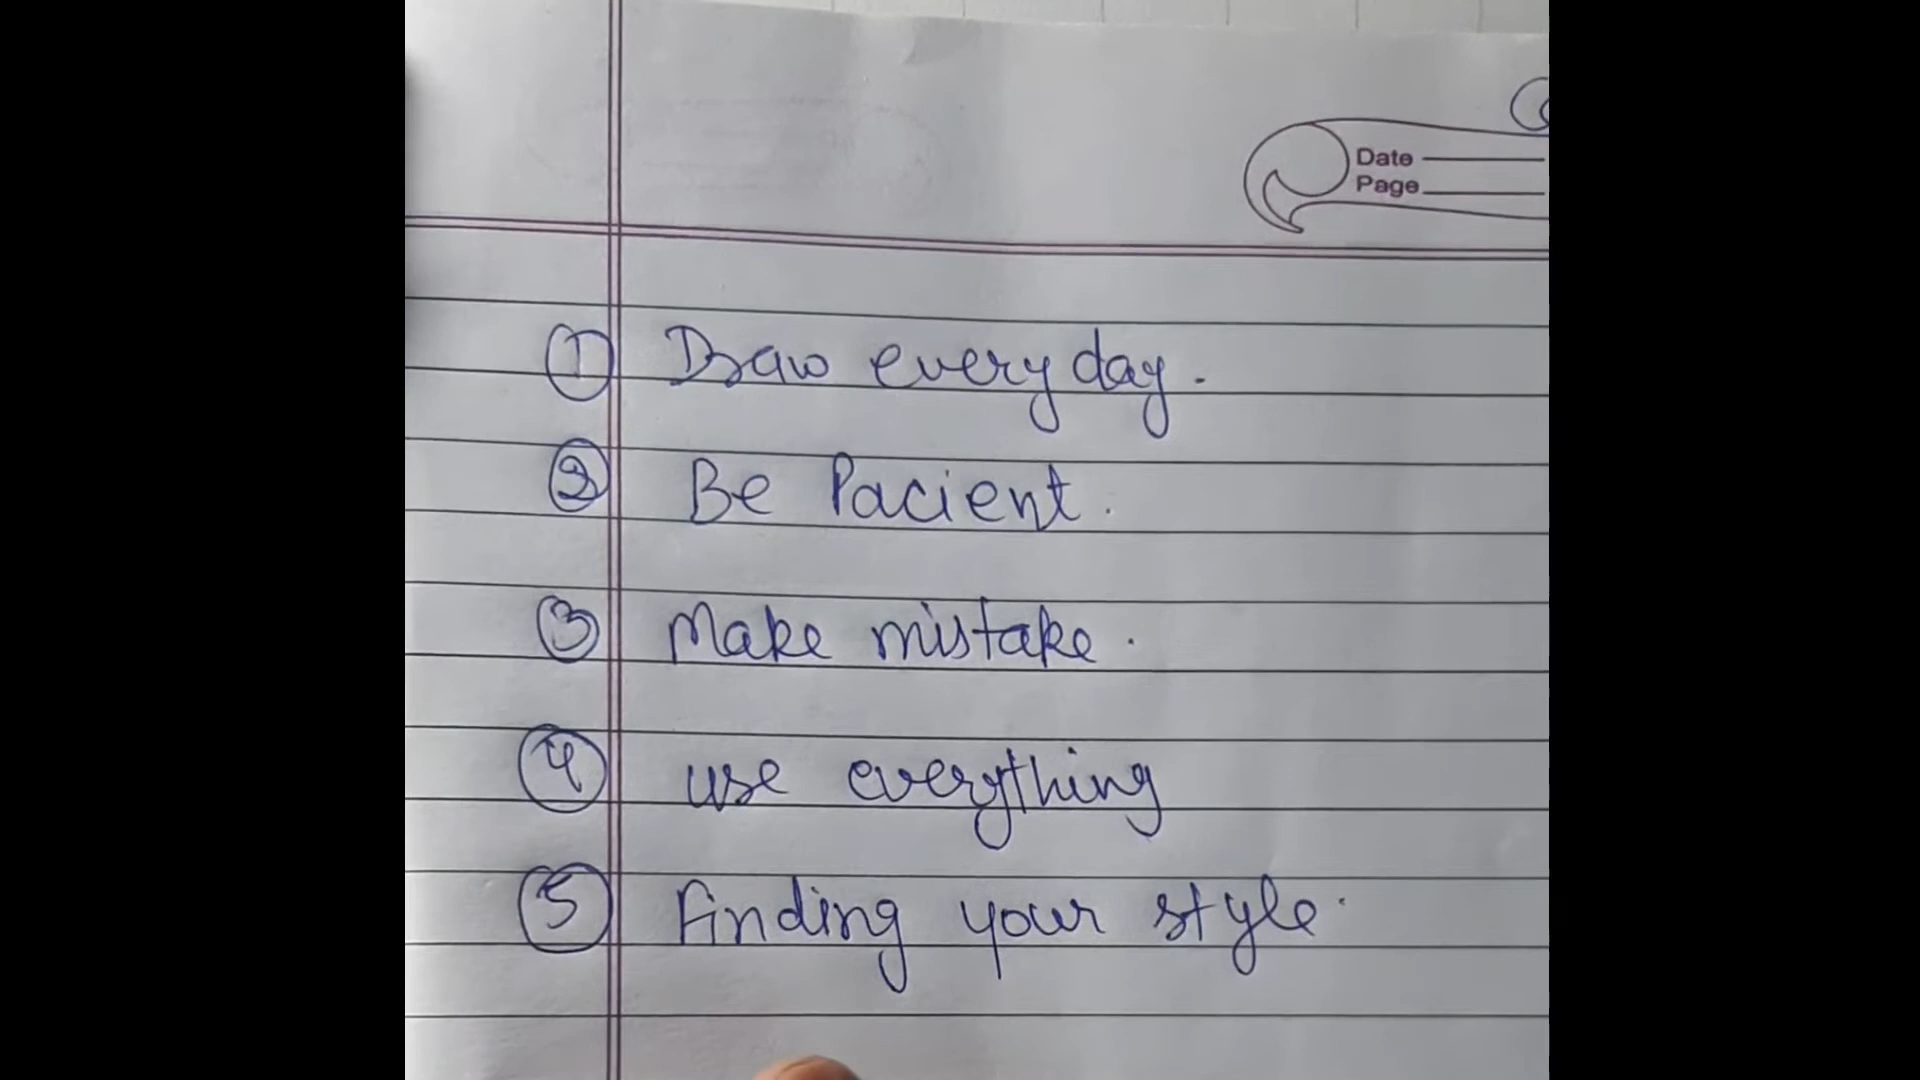 Date
Page
① Draw everyday.
② Be Pacient.
③ Make mistake.
④ use everything
⑤ Finding your style.